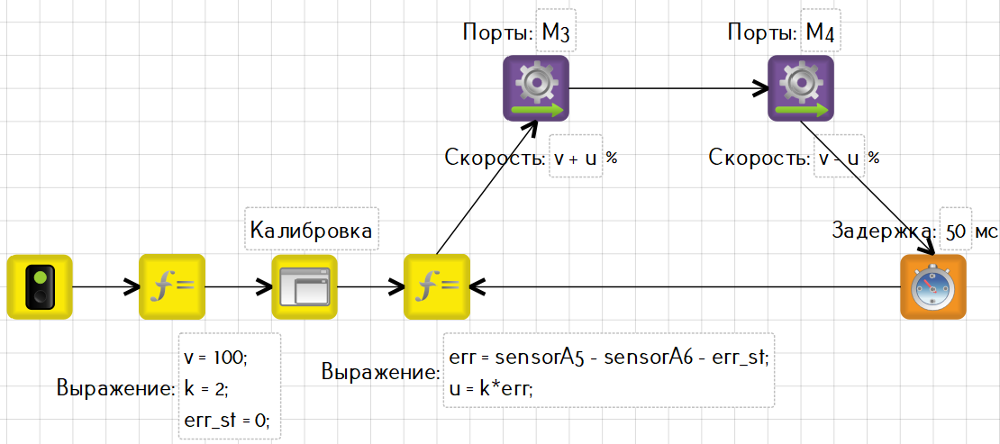 Порты: M3
Порты: M4
Скорость: v + u %
Скорость: v - u %
Калибровка
Задержка: 50 мс
f=
f=
Выражение:
v = 100;
k = 2;
err_st = 0;
Выражение:
err = sensorA5 - sensorA6 - err_st;
u = k*err;